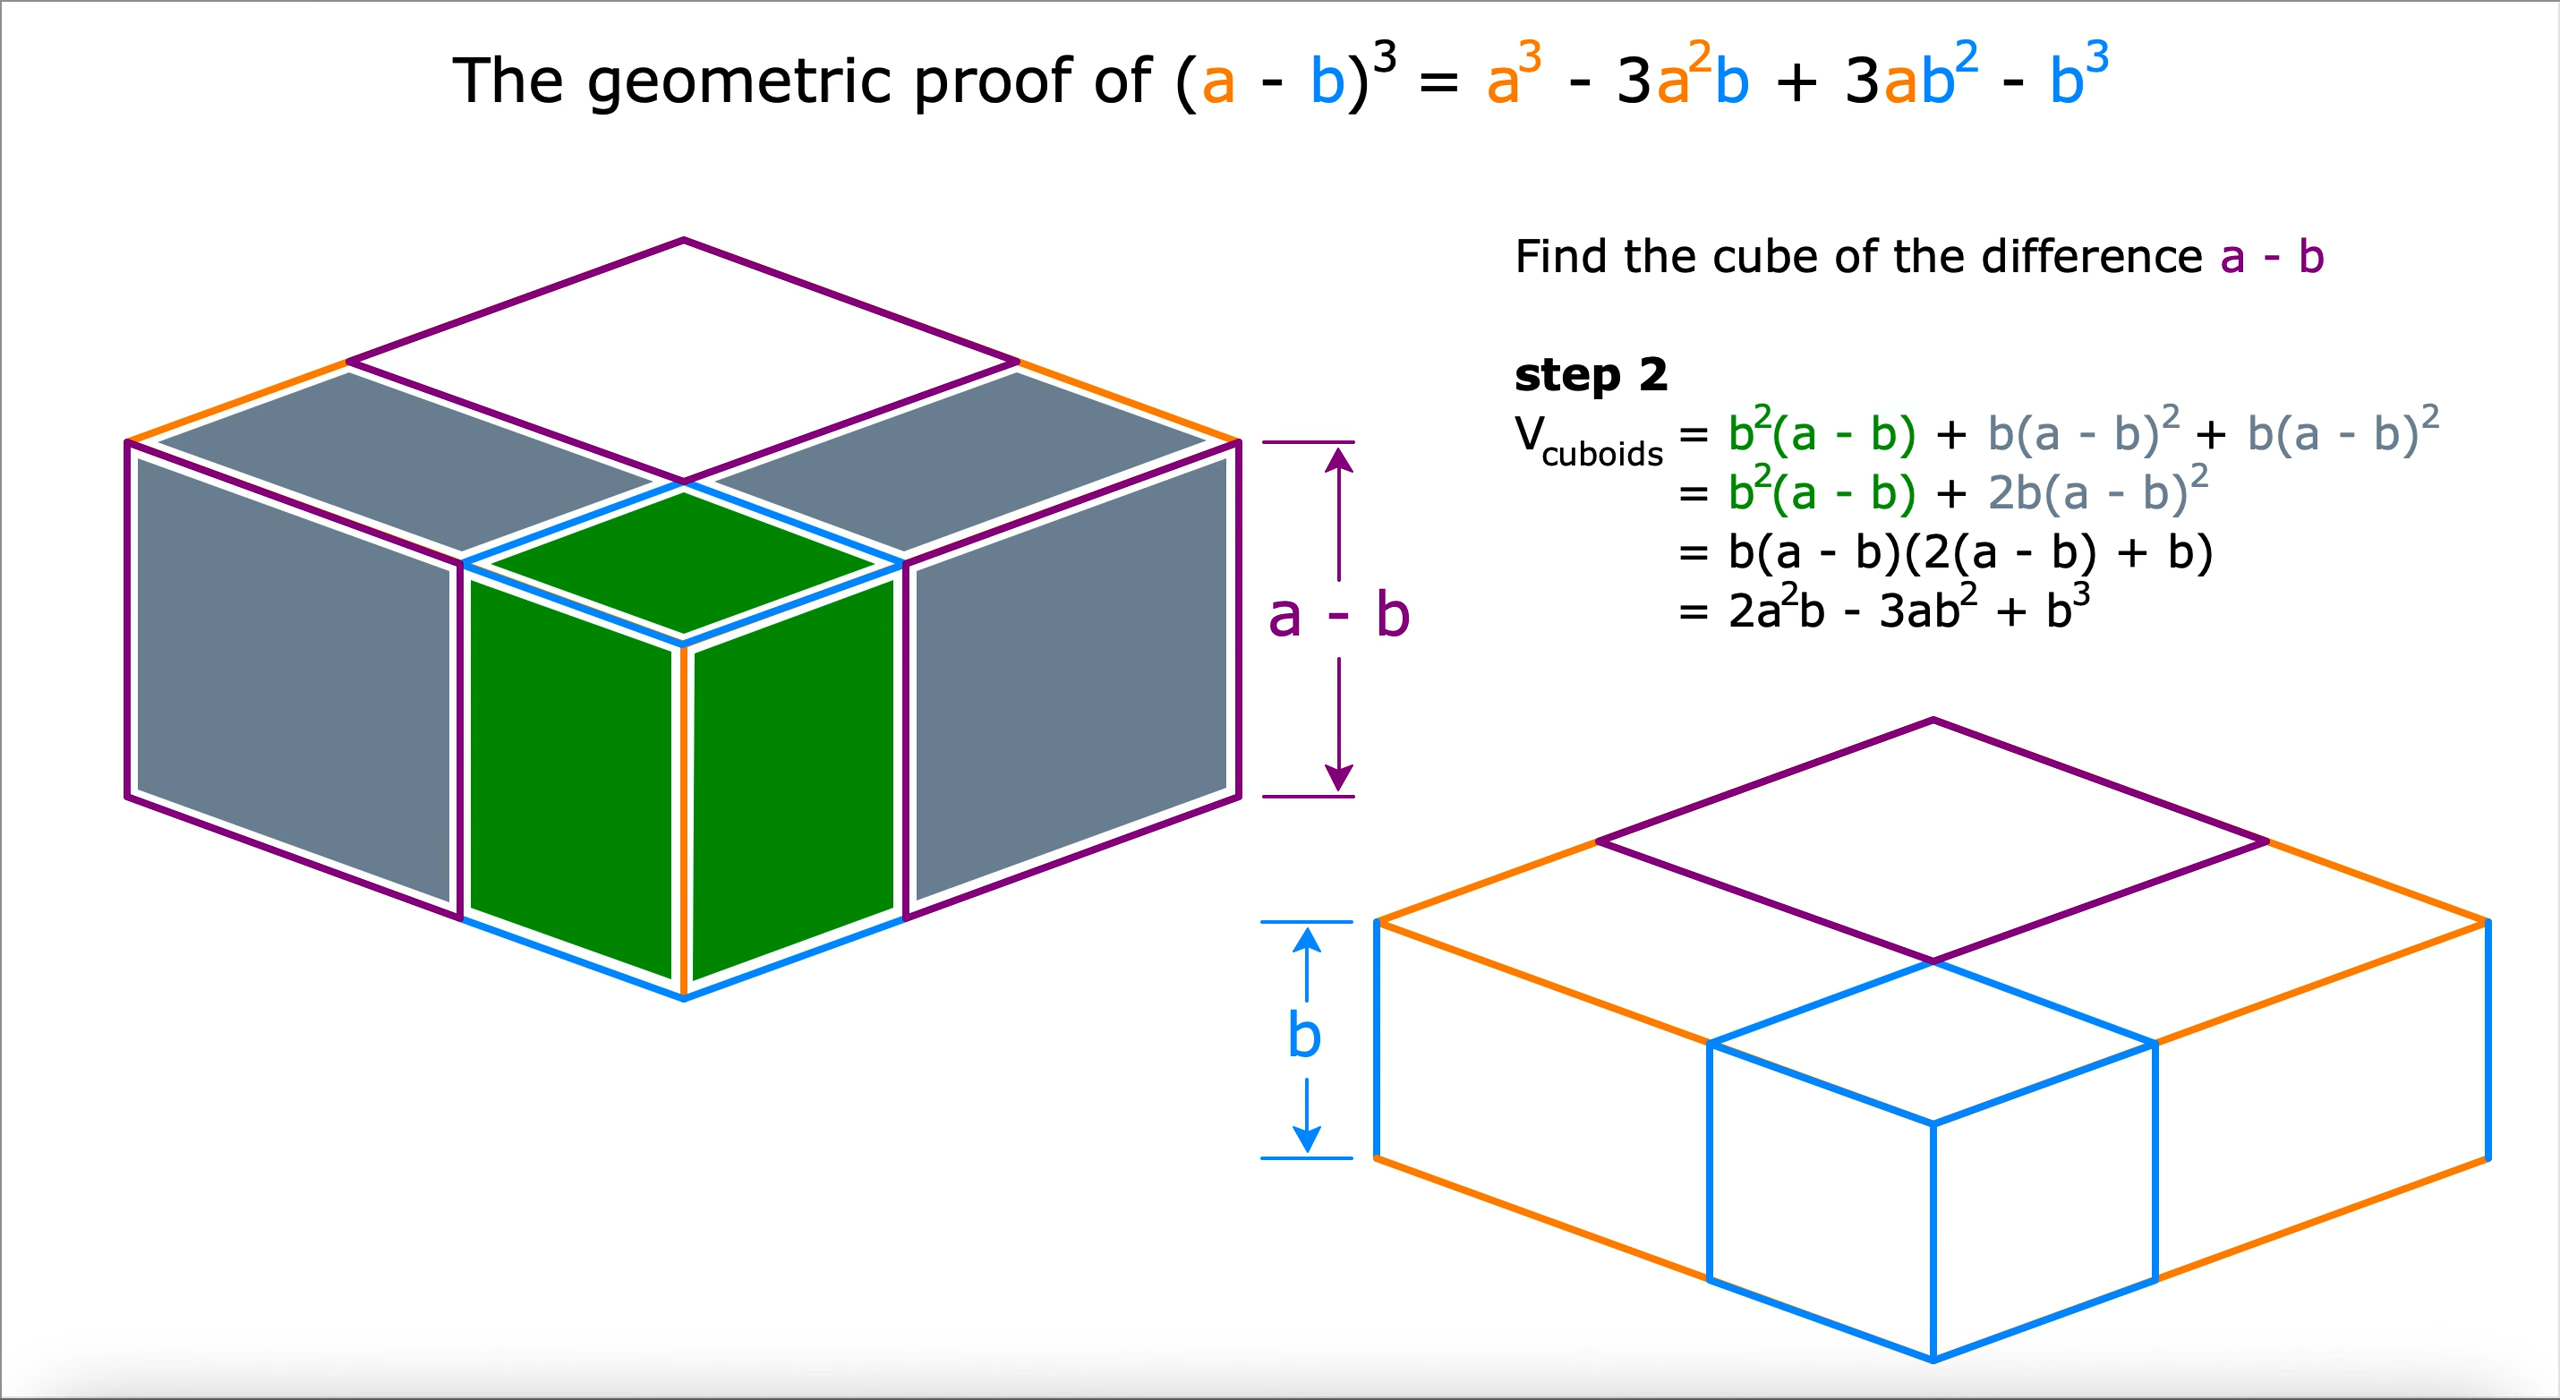 The geometric proof of (a - b)³ = a³ - 3a²b + 3ab² - b³
Find the cube of the difference a - b
step 2
V_cuboids = b²(a - b) + b(a - b)² + b(a - b)²
= b²(a - b) + 2b(a - b)²
= b(a - b)(2(a - b) + b)
= 2a²b - 3ab² + b³
a - b
b